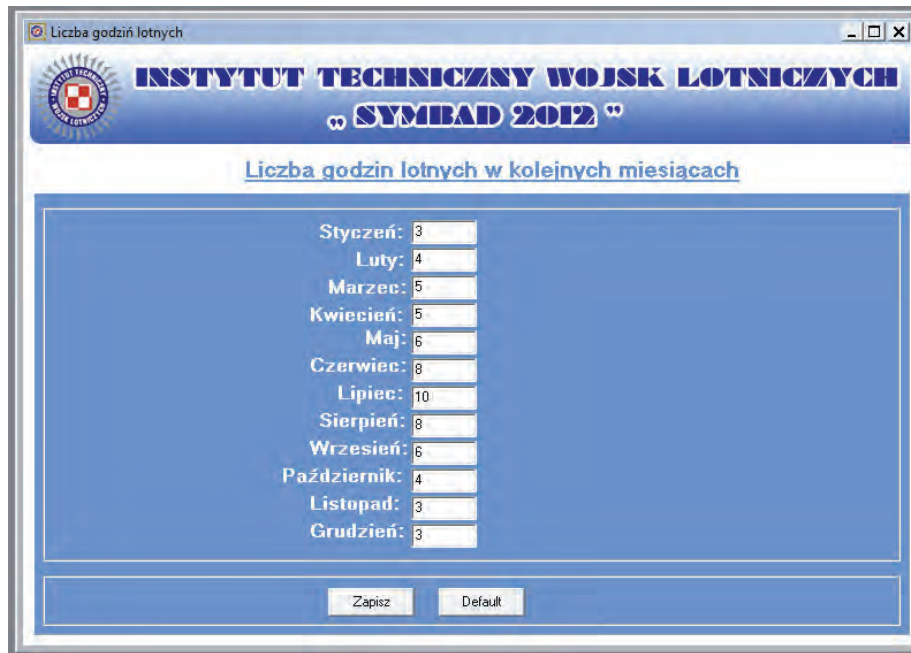 Liczba godziń lotnych
INSTYTUT TECHNICZNY WOJSK LOTNICZYCH
„ SYMBAD 2012 ”
Liczba godzin lotnych w kolejnych miesiącach
Styczeń: 3
Luty: 4
Marzec: 5
Kwiecień: 5
Maj: 6
Czerwiec: 8
Lipiec: 10
Sierpień: 8
Wrzesień: 6
Październik: 4
Listopad: 3
Grudzień: 3
Zapisz Default